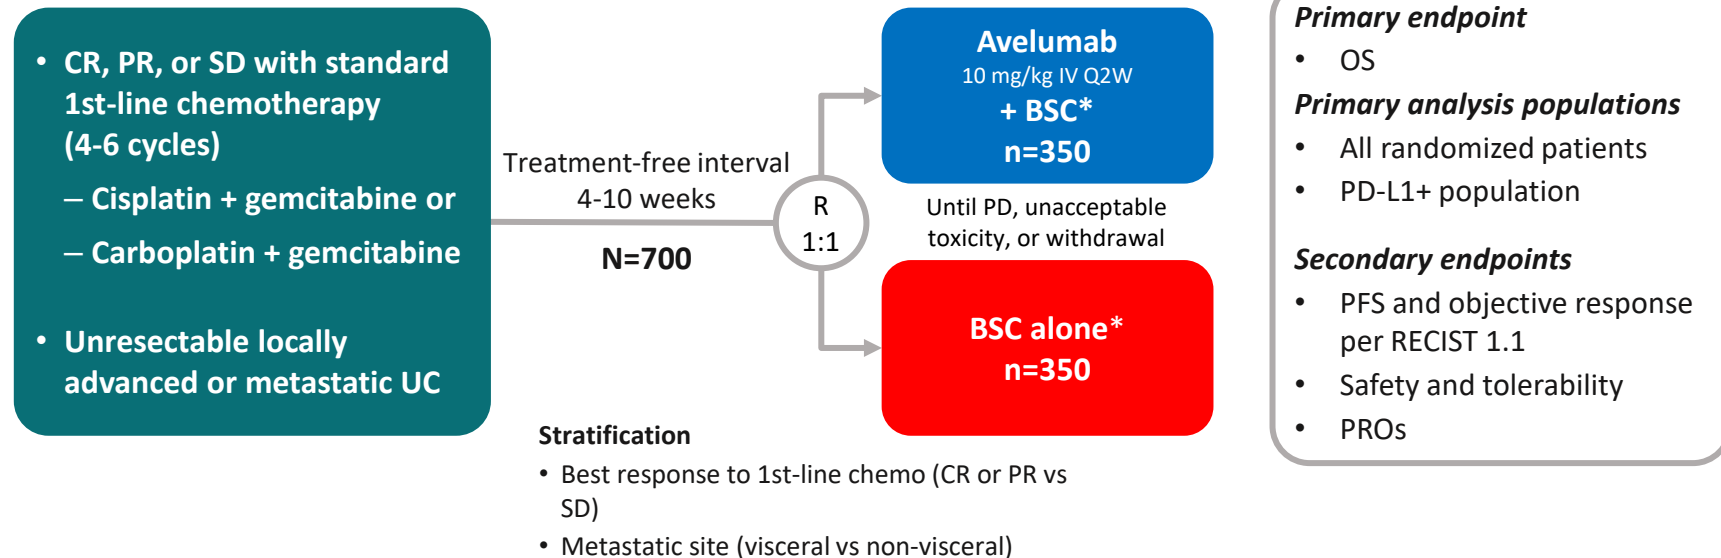 • CR, PR, or SD with standard
1st-line chemotherapy
(4-6 cycles)
– Cisplatin + gemcitabine or
– Carboplatin + gemcitabine
• Unresectable locally
advanced or metastatic UC
Treatment-free interval
4-10 weeks
N=700
R
1:1
Avelumab
10 mg/kg IV Q2W
+ BSC*
n=350
Until PD, unacceptable
toxicity, or withdrawal
BSC alone*
n=350
Stratification
• Best response to 1st-line chemo (CR or PR vs
SD)
• Metastatic site (visceral vs non-visceral)
Primary endpoint
• OS
Primary analysis populations
• All randomized patients
• PD-L1+ population
Secondary endpoints
• PFS and objective response
per RECIST 1.1
• Safety and tolerability
• PROs